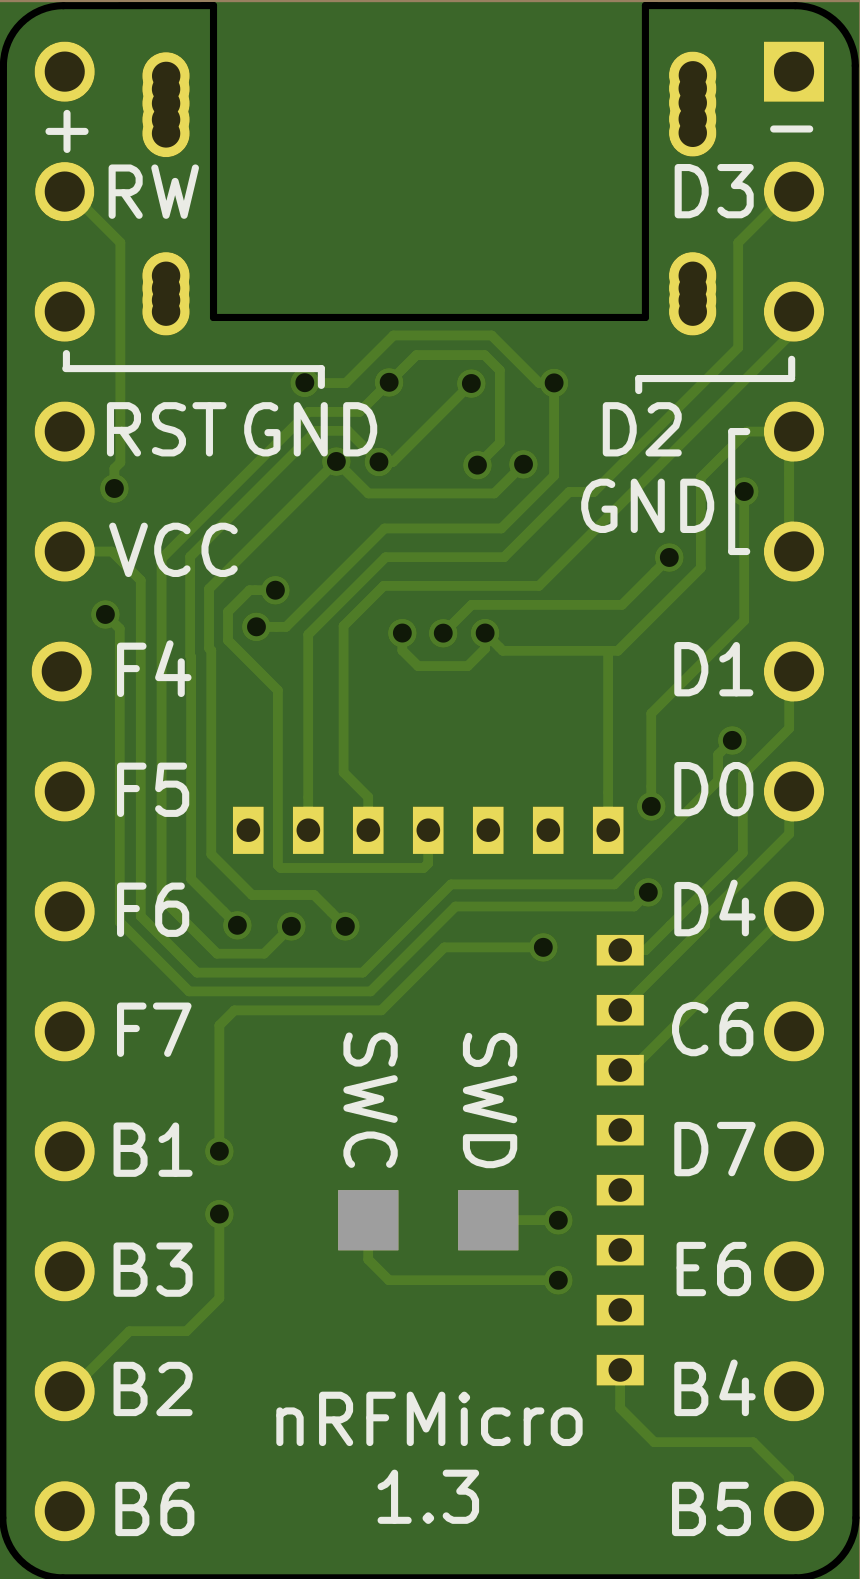 + −
RW D3
RST GND D2
GND
VCC
F4 D1
F5 D0
F6 D4
F7 C6
SWC SWD
B1 D7
B3 E6
B2 B4
nRFMicro
1.3
B6 B5